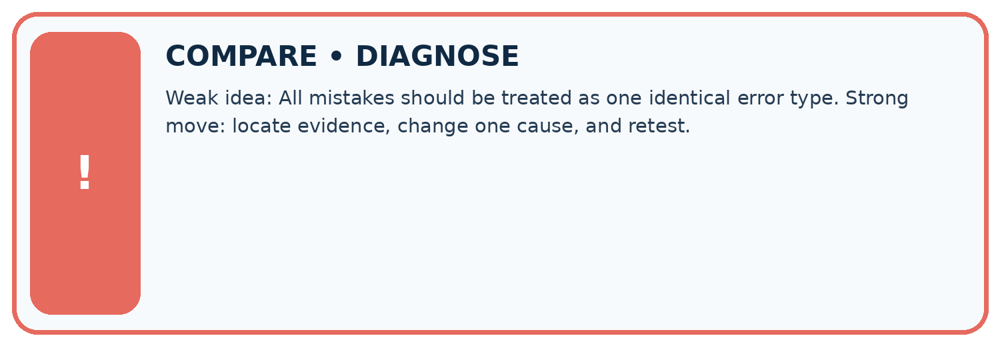 COMPARE • DIAGNOSE
Weak idea: All mistakes should be treated as one identical error type. Strong
move: locate evidence, change one cause, and retest.
!